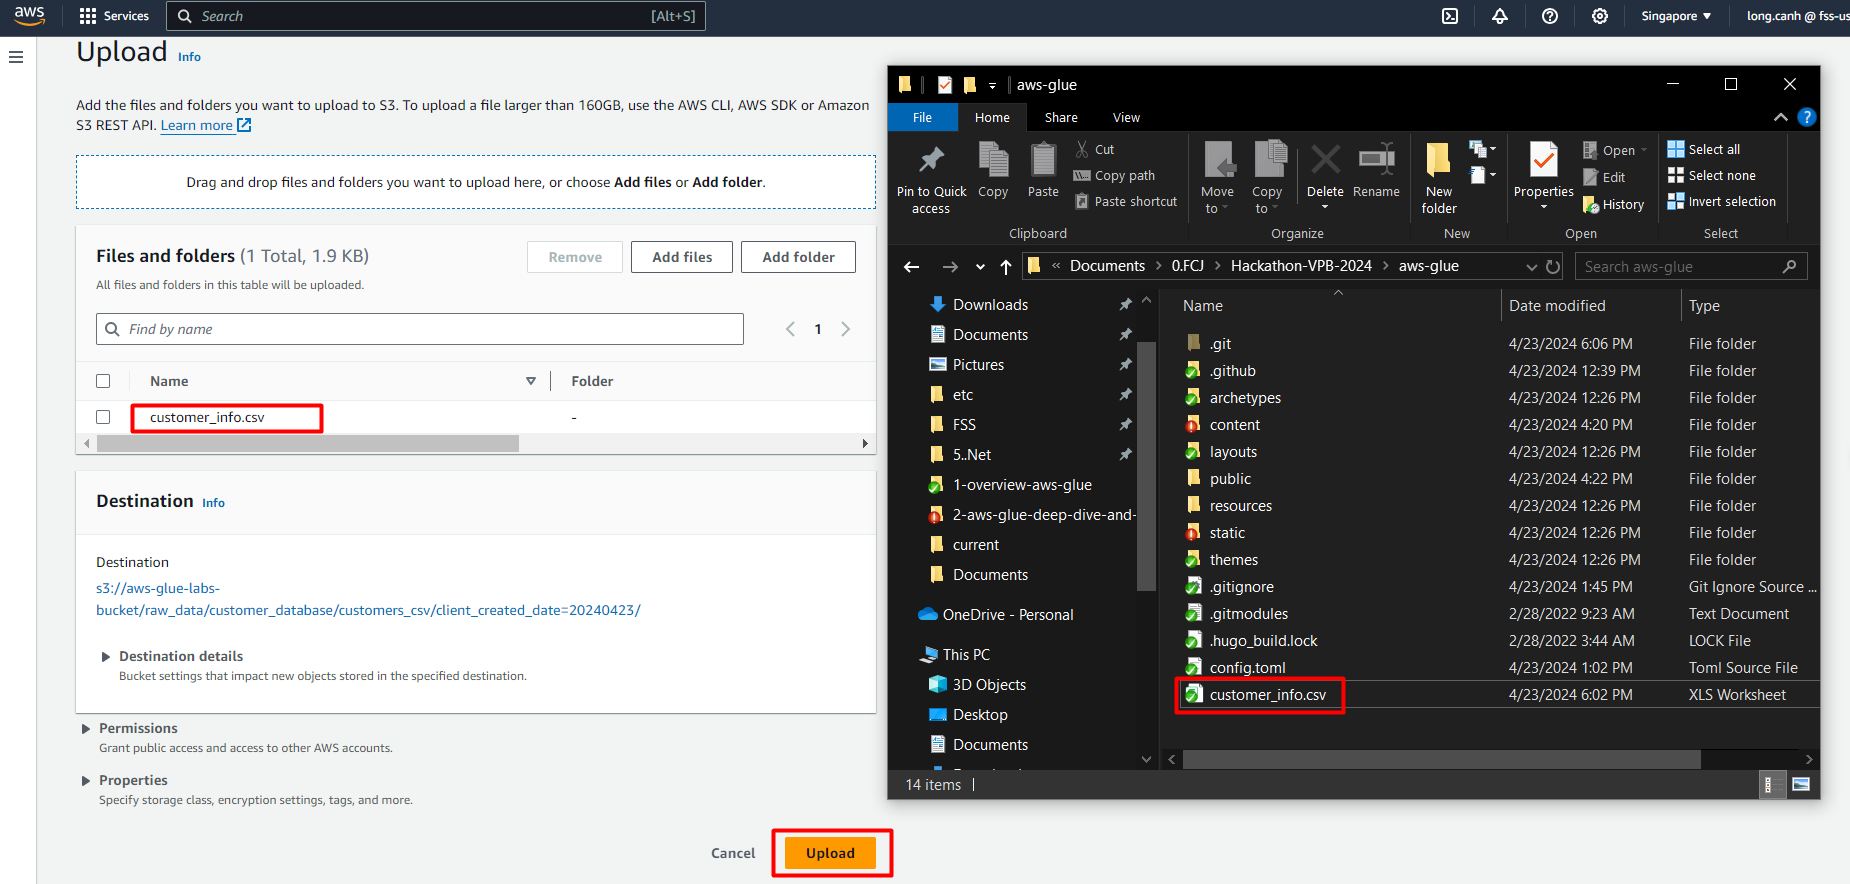 aws
Services
Search
[Alt+S]
Singapore ▼
long.canh @ fss-us
Upload Info
Add the files and folders you want to upload to S3. To upload a file larger than 160GB, use the AWS CLI, AWS SDK or Amazon
S3 REST API. Learn more
Drag and drop files and folders you want to upload here, or choose Add files or Add folder.
Files and folders (1 Total, 1.9 KB)
Remove
Add files
Add folder
All files and folders in this table will be uploaded.
Find by name
1
Name
Folder
customer_info.csv
-
Destination Info
Destination
s3://aws-glue-labs-
bucket/raw_data/customer_database/customers_csv/client_created_date=20240423/
Destination details
Bucket settings that impact new objects stored in the specified destination.
Permissions
Grant public access and access to other AWS accounts.
Properties
Specify storage class, encryption settings, tags, and more.
Cancel
Upload
aws-glue
File
Home
Share
View
Pin to Quick
access
Copy
Paste
Cut
Copy path
Paste shortcut
Clipboard
Move
to
Copy
to
Delete
Rename
Organize
New
folder
New
Properties
Open
Edit
History
Open
Select all
Select none
Invert selection
Select
« Documents > 0.FCJ > Hackathon-VPB-2024 > aws-glue
Search aws-glue
Downloads
Documents
Pictures
etc
FSS
5..Net
1-overview-aws-glue
2-aws-glue-deep-dive-and-
current
Documents
OneDrive - Personal
This PC
3D Objects
Desktop
Documents
Name Date modified Type
.git 4/23/2024 6:06 PM File folder
.github 4/23/2024 12:39 PM File folder
archetypes 4/23/2024 12:26 PM File folder
content 4/23/2024 4:20 PM File folder
layouts 4/23/2024 12:26 PM File folder
public 4/23/2024 4:22 PM File folder
resources 4/23/2024 12:26 PM File folder
static 4/23/2024 12:26 PM File folder
themes 4/23/2024 12:26 PM File folder
.gitignore 4/23/2024 1:45 PM Git Ignore Source ...
.gitmodules 2/28/2022 9:23 AM Text Document
.hugo_build.lock 2/28/2022 3:44 AM LOCK File
config.toml 4/23/2024 1:02 PM Toml Source File
customer_info.csv 4/23/2024 6:02 PM XLS Worksheet
14 items